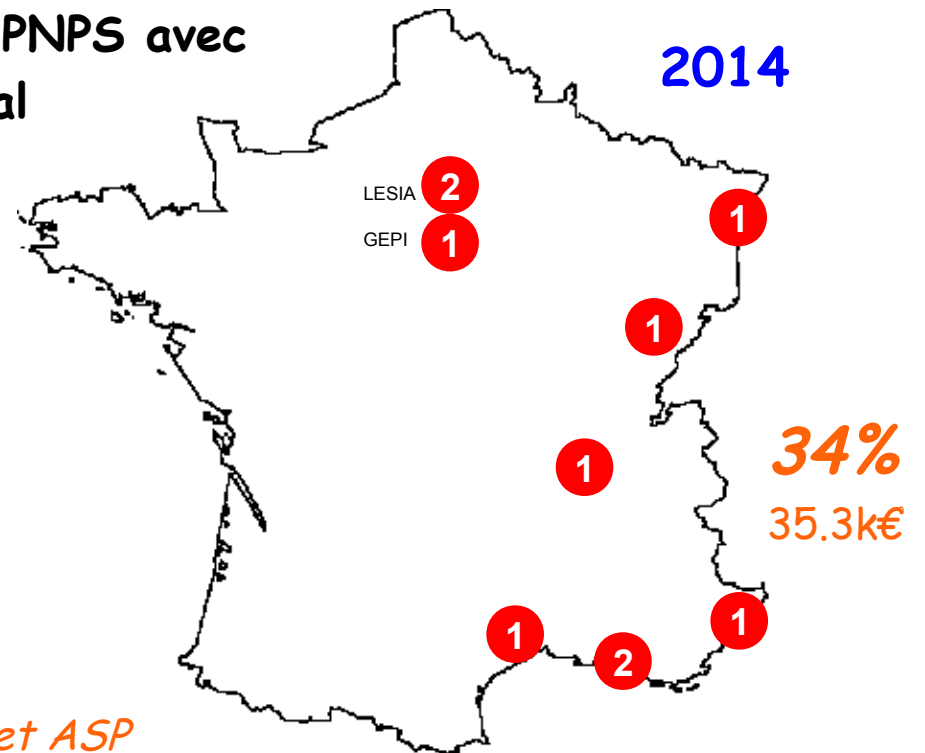 PNPS avec
al
2014
LESIA 2
GEPI 1
1
1
1
34%
35.3k€
1
1
2
et ASP